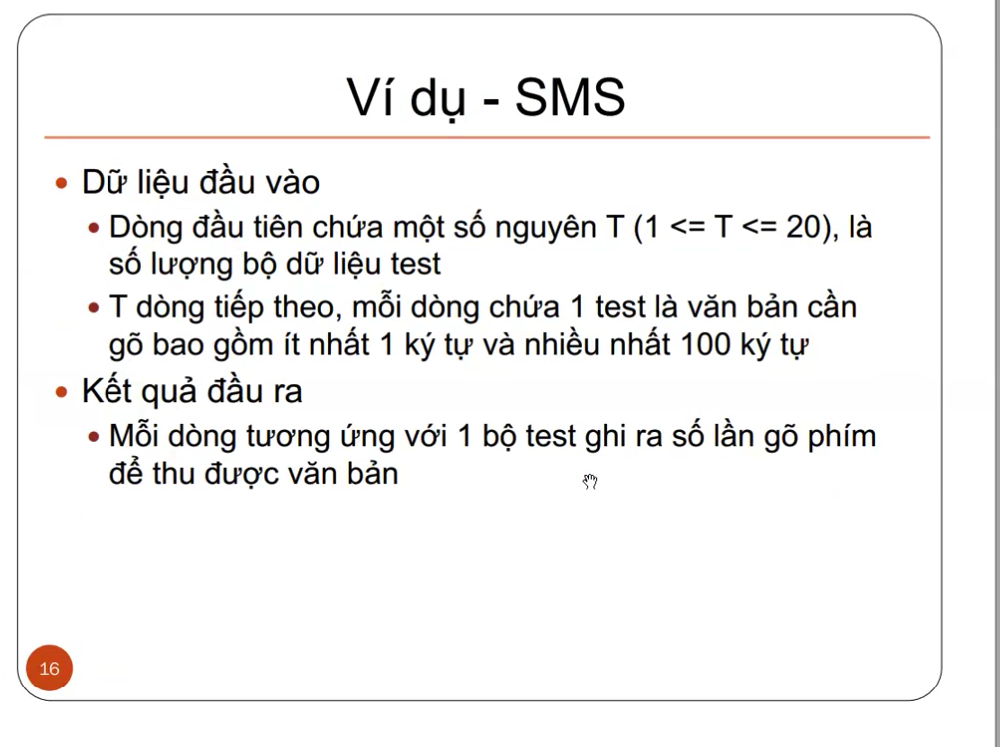 Ví dụ - SMS
Dữ liệu đầu vào
Dòng đầu tiên chứa một số nguyên T (1 <= T <= 20), là
số lượng bộ dữ liệu test
T dòng tiếp theo, mỗi dòng chứa 1 test là văn bản cần
gõ bao gồm ít nhất 1 ký tự và nhiều nhất 100 ký tự
Kết quả đầu ra
Mỗi dòng tương ứng với 1 bộ test ghi ra số lần gõ phím
để thu được văn bản
16